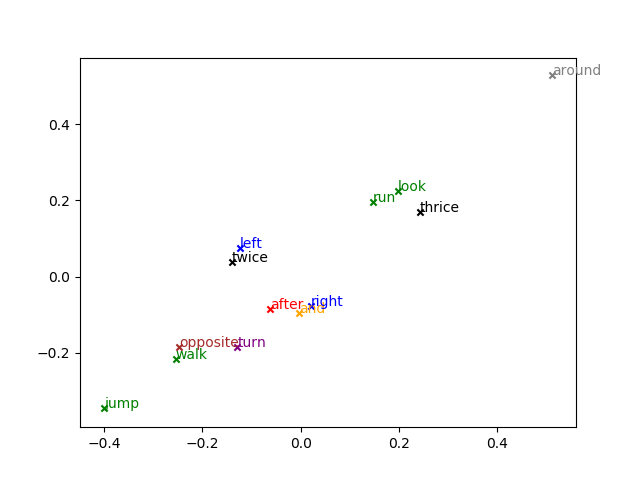 around
0.4
look
run
0.2
thrice
left
twice
0.0
after
right
and
−0.2
opposite
turn
walk
jump
−0.4
−0.2
0.0
0.2
0.4